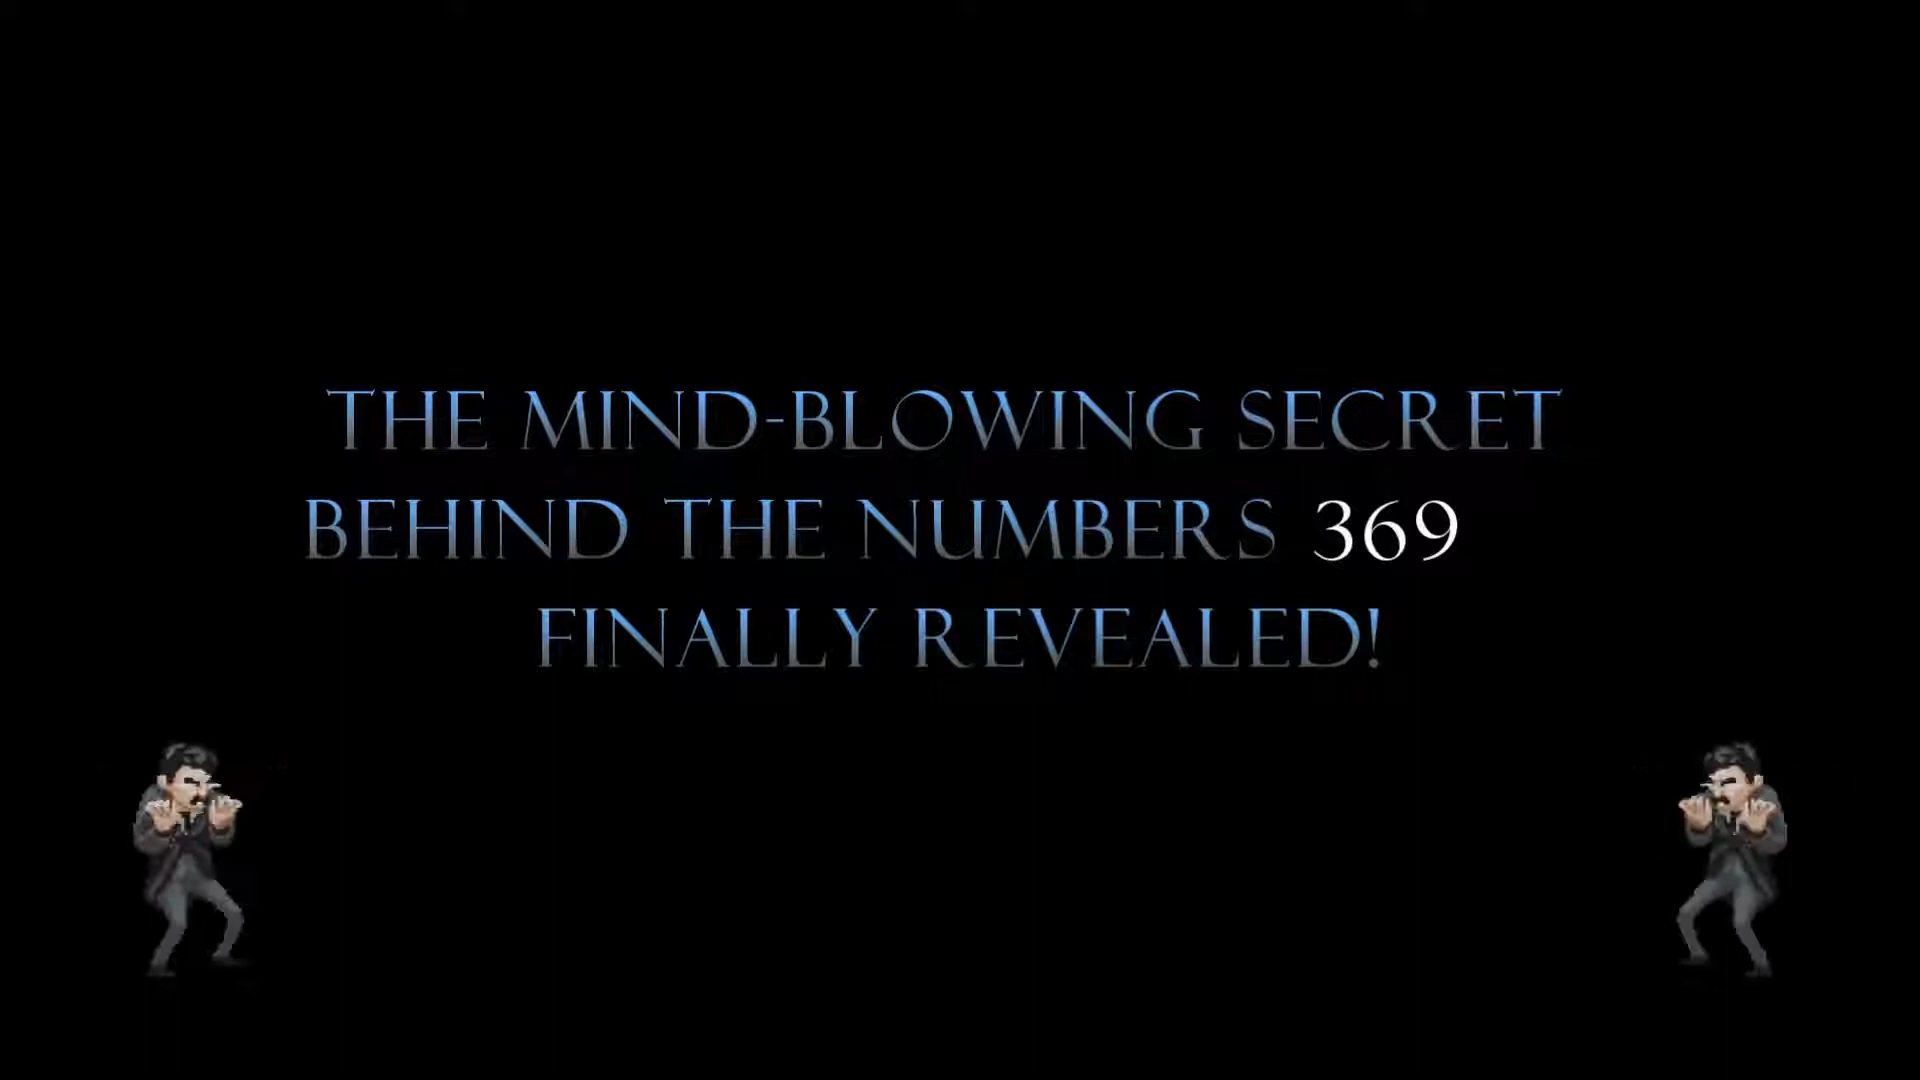 THE MIND-BLOWING SECRET
BEHIND THE NUMBERS 369
FINALLY REVEALED!